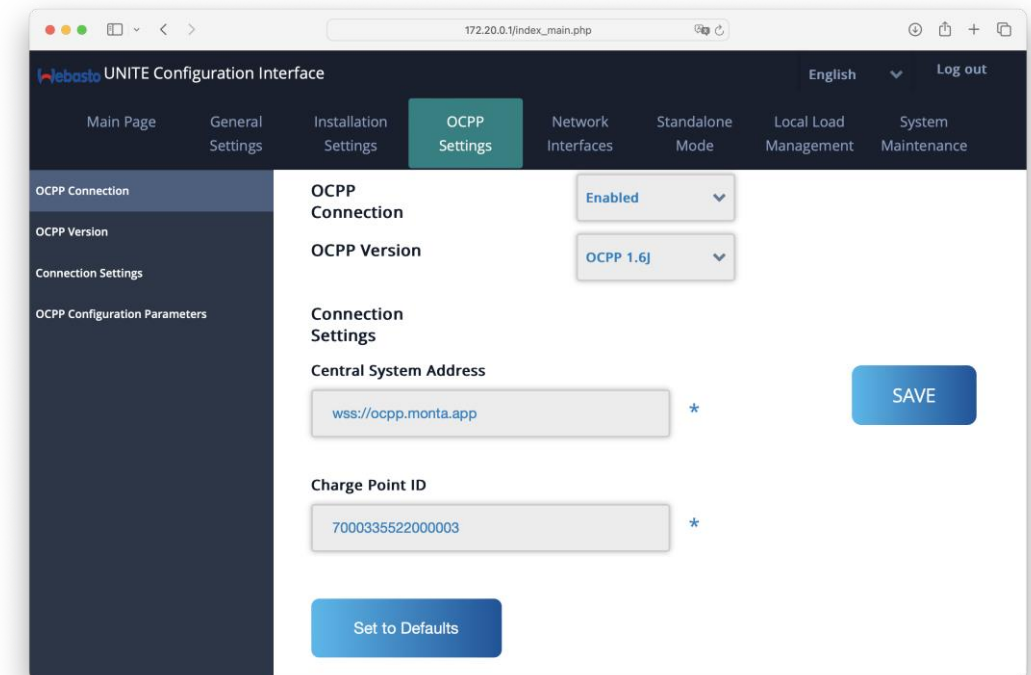 172.20.0.1/index_main.php
Webasto UNITE Configuration Interface
English
Log out
Main Page
General
Settings
Installation
Settings
OCPP
Settings
Network
Interfaces
Standalone
Mode
Local Load
Management
System
Maintenance
OCPP Connection
OCPP Version
Connection Settings
OCPP Configuration Parameters
OCPP
Connection
Enabled
OCPP Version
OCPP 1.6J
Connection
Settings
Central System Address
wss://ocpp.monta.app
*
SAVE
Charge Point ID
7000335522000003
*
Set to Defaults